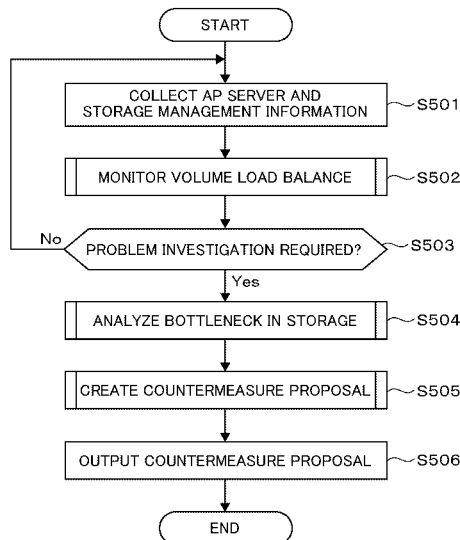 START
COLLECT AP SERVER AND
STORAGE MANAGEMENT INFORMATION
S501
MONITOR VOLUME LOAD BALANCE
S502
No
PROBLEM INVESTIGATION REQUIRED?
S503
Yes
ANALYZE BOTTLENECK IN STORAGE
S504
CREATE COUNTERMEASURE PROPOSAL
S505
OUTPUT COUNTERMEASURE PROPOSAL
S506
END